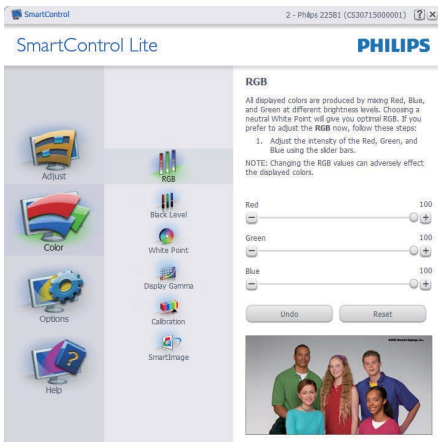 SmartControl
2 - Philips 225B1 (CS30715000001)
SmartControl Lite
PHILIPS
Adjust
Color
Options
Help
RGB
Black Level
White Point
Display Gamma
Calibration
SmartImage
RGB
All displayed colors are produced by mixing Red, Blue,
and Green at different brightness levels. Choosing a
neutral White Point will give you optimal RGB. If you
prefer to adjust the RGB now, follow these steps:
1. Adjust the intensity of the Red, Green, and
Blue using the slider bars.
NOTE: Changing the RGB values can adversely effect
the displayed colors.
Red 100
Green 100
Blue 100
Undo Reset